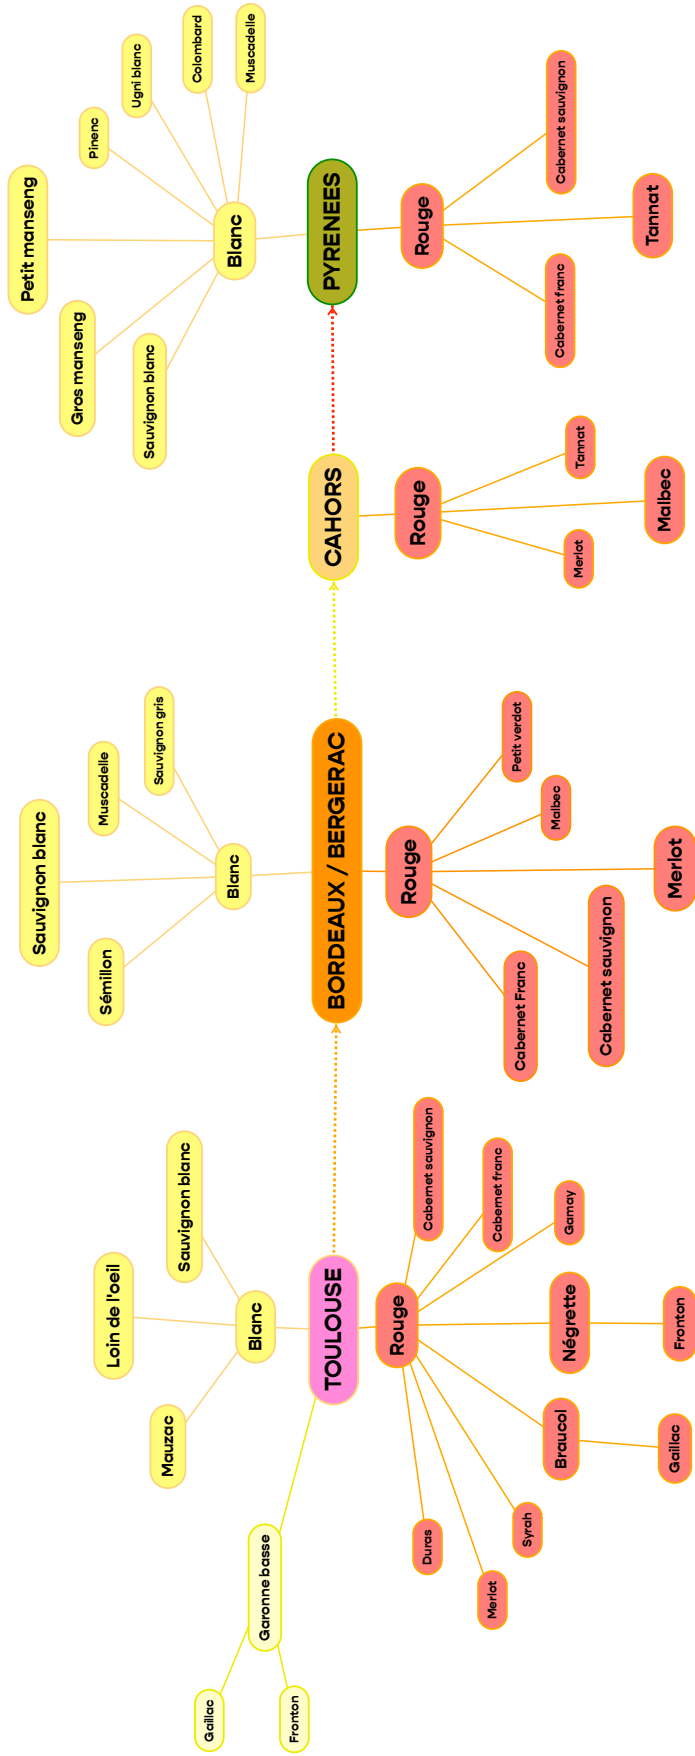 Gaillac
Fronton
Garonne basse
TOULOUSE
Blanc
Mauzac
Loin de l'oeil
Sauvignon blanc
Rouge
Duras
Merlot
Syrah
Braucol
Gaillac
Négrette
Fronton
Gamay
Cabernet franc
Cabernet sauvignon
BORDEAUX / BERGERAC
Blanc
Sémillon
Sauvignon blanc
Muscadelle
Sauvignon gris
Rouge
Cabernet Franc
Cabernet sauvignon
Merlot
Malbec
Petit verdot
CAHORS
Rouge
Merlot
Malbec
Tannat
PYRENEES
Blanc
Sauvignon blanc
Gros manseng
Petit manseng
Pinenc
Ugni blanc
Colombard
Muscadelle
Rouge
Cabernet franc
Tannat
Cabernet sauvignon